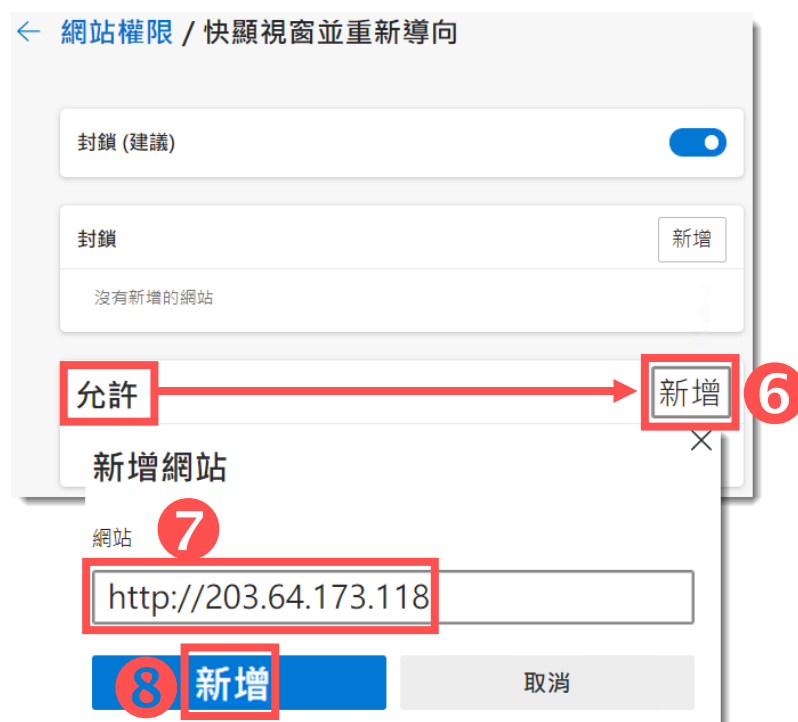 ← 網站權限 / 快顯視窗並重新導向
封鎖 (建議)
封鎖 新增
沒有新增的網站
允許 新增 6
新增網站
網站 7
http://203.64.173.118
8 新增 取消